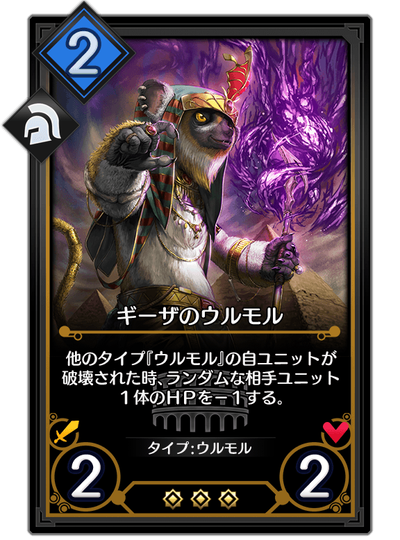 2
ギーザのウルモル
他のタイプ『ウルモル』の自ユニットが
破壊された時、ランダムな相手ユニット
1体のHPを−1する。
タイプ:ウルモル
2
2